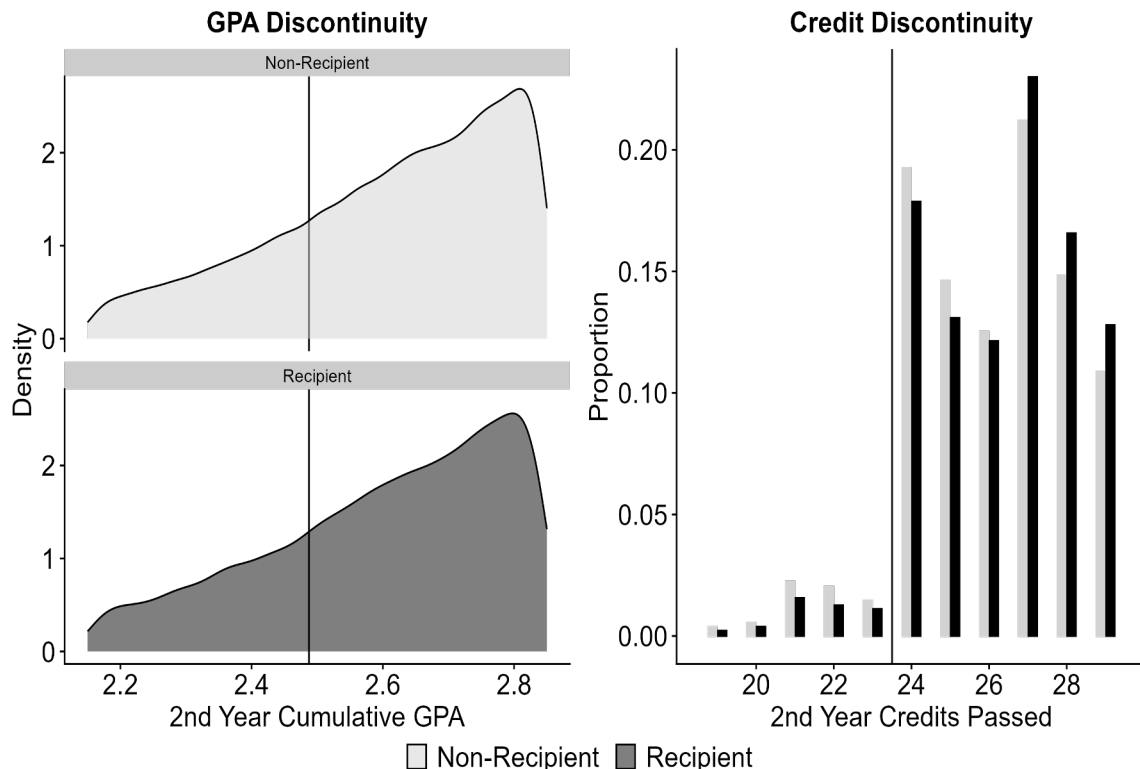 GPA Discontinuity
Non-Recipient
2
1
0
Recipient
2
1
0
Density
2.2 2.4 2.6 2.8
2nd Year Cumulative GPA
Credit Discontinuity
0.20
0.15
0.10
0.05
0.00
Proportion
20 22 24 26 28
2nd Year Credits Passed
Non-Recipient Recipient